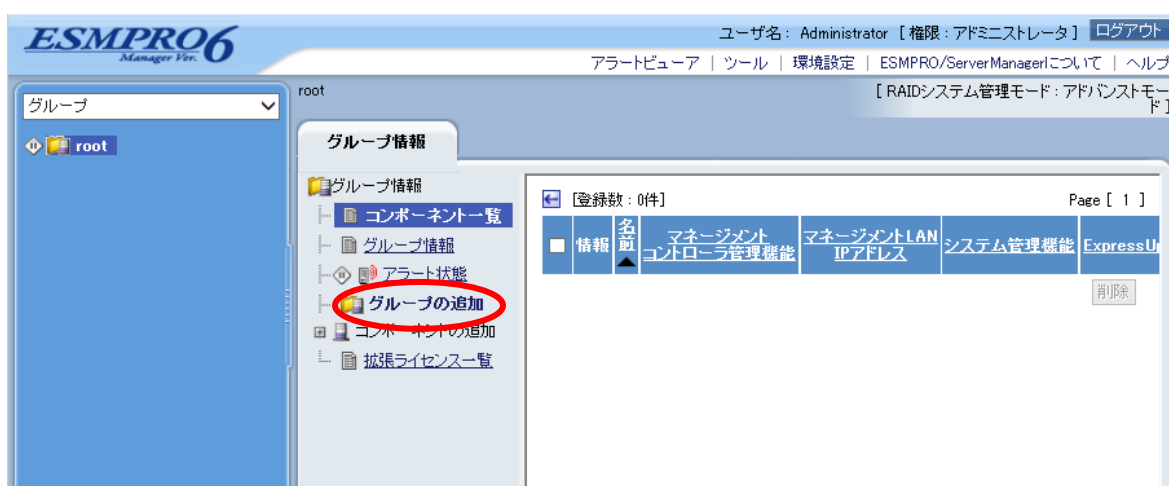 ESMPRO6
Manager Ver.
ユーザ名： Administrator [ 権限：アドミニストレータ ] ログアウト
アラートビューア | ツール | 環境設定 | ESMPRO/ServerManagerについて | ヘルプ
グループ
root
root
[ RAIDシステム管理モード：アドバンストモー
ド ]
グループ情報
グループ情報
コンポーネント一覧
グループ情報
アラート状態
グループの追加
コンポーネントの追加
拡張ライセンス一覧
[登録数：0件] Page [ 1 ]
情報 名前▲ マネージメント
コントローラ管理機能 マネージメントLAN
IPアドレス システム管理機能 ExpressU
削除